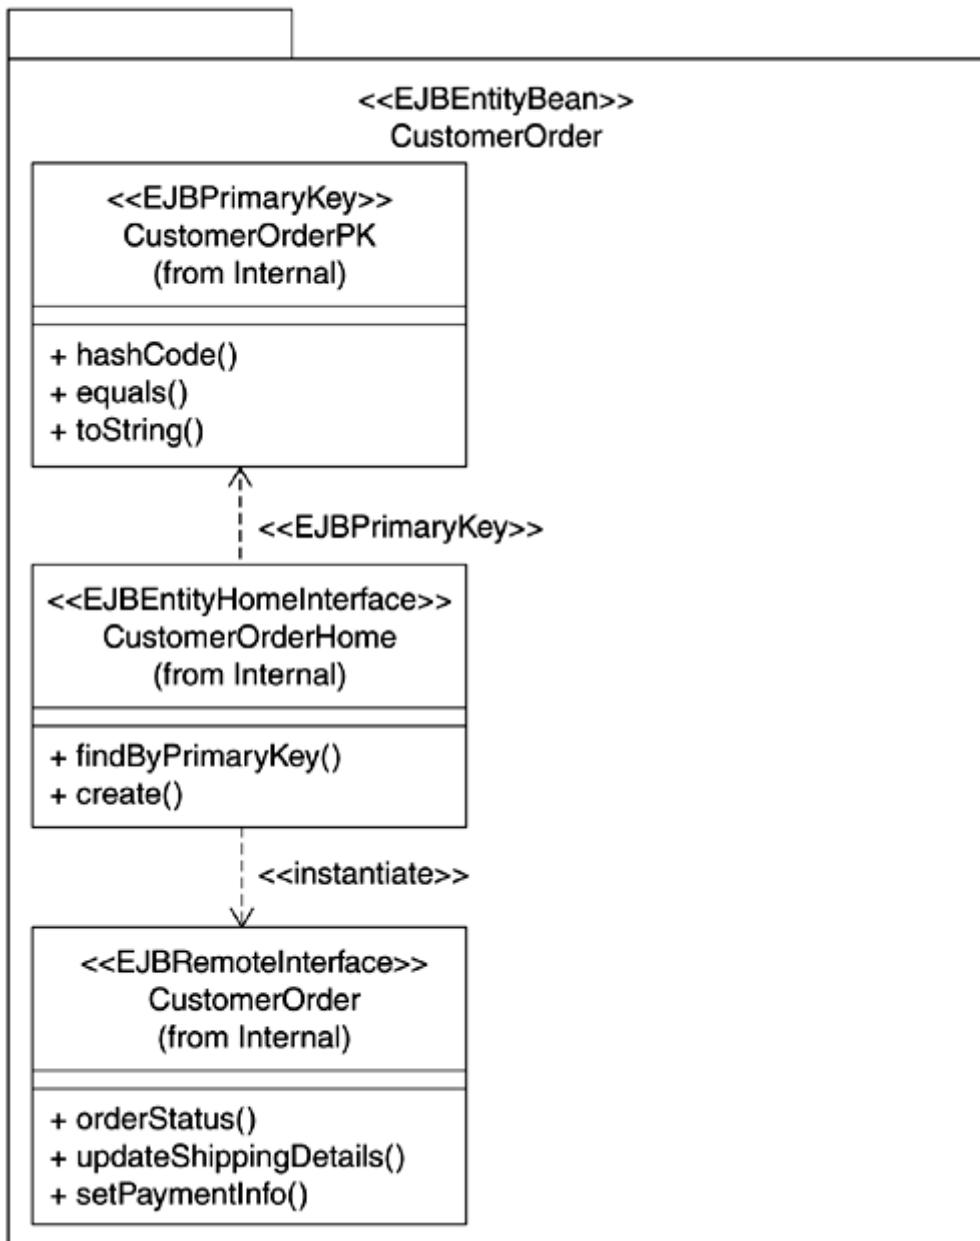 <<EJBEntityBean>>
CustomerOrder
<<EJBPrimaryKey>>
CustomerOrderPK
(from Internal)
+ hashCode()
+ equals()
+ toString()
<<EJBPrimaryKey>>
<<EJBEntityHomeInterface>>
CustomerOrderHome
(from Internal)
+ findByPrimaryKey()
+ create()
<<instantiate>>
<<EJBRemoteInterface>>
CustomerOrder
(from Internal)
+ orderStatus()
+ updateShippingDetails()
+ setPaymentInfo()